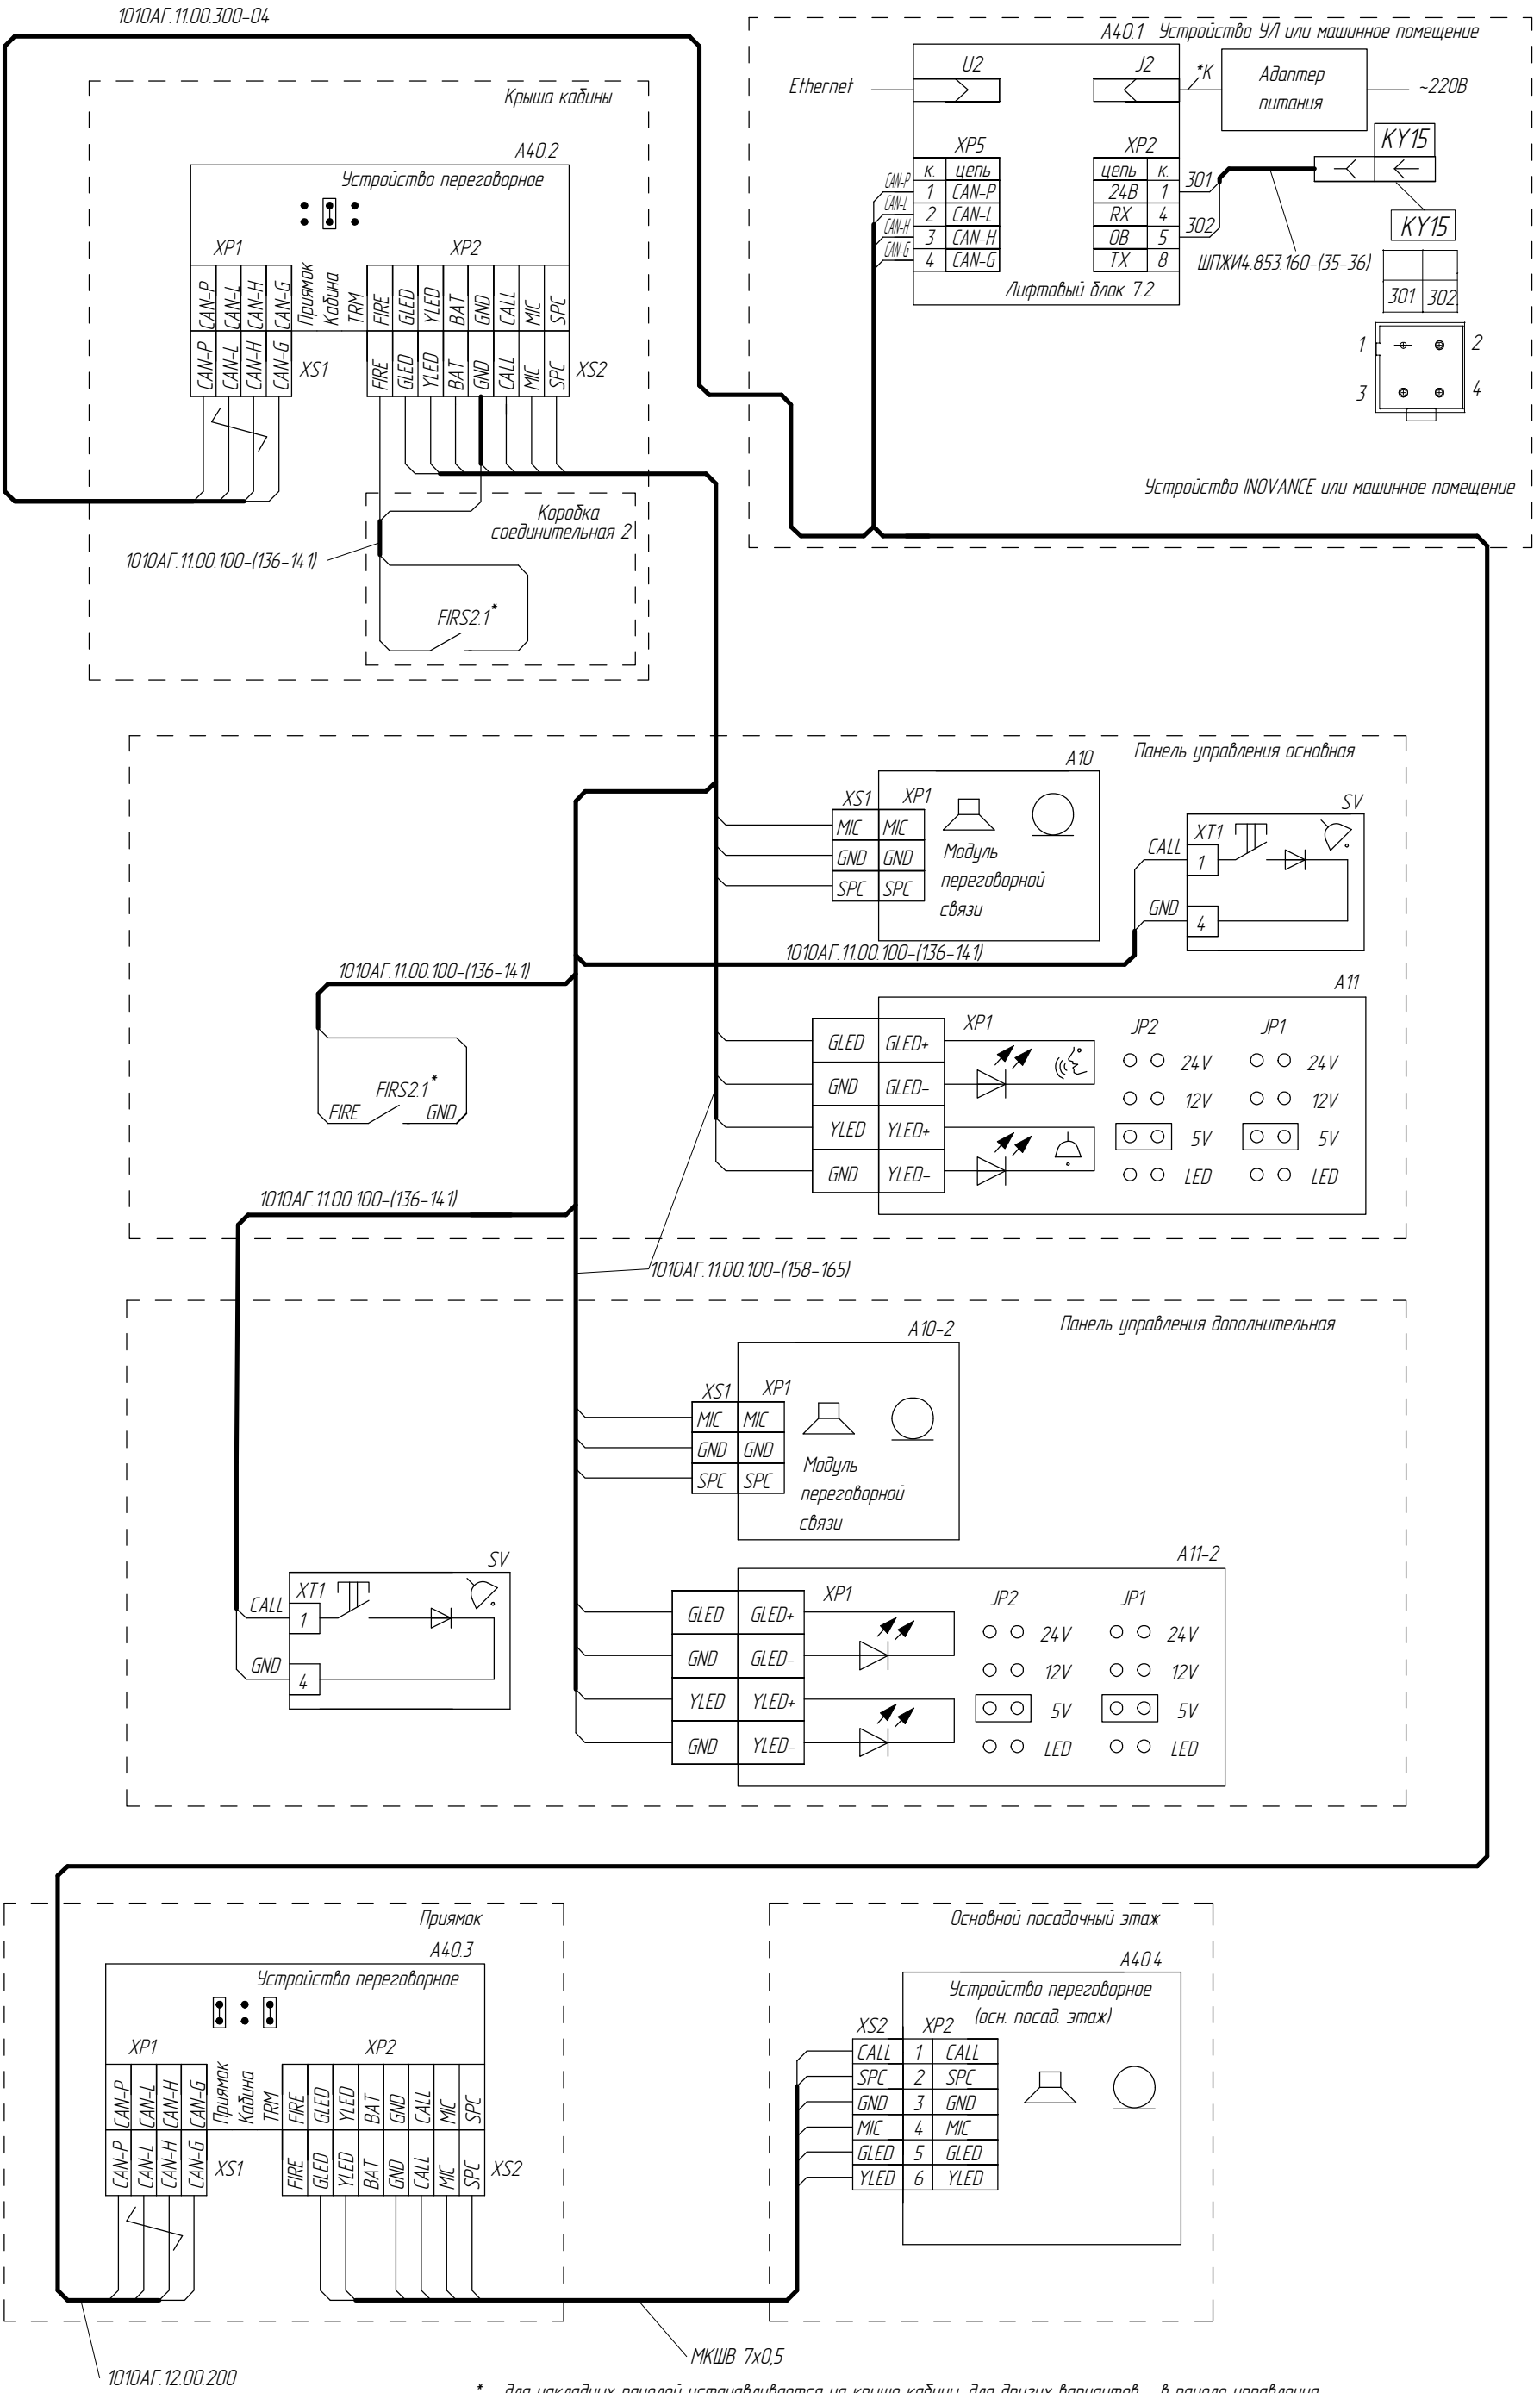 1010АГ.11.00.300-04
Крыша кабины
A40.2
Устройство переговорное
XP1
XP2
CAN-P
CAN-L
CAN-H
CAN-G
Приямок
Кабина
TRM
FIRE
GLED
YLED
BAT
GND
CALL
MIC
SPC
CAN-P
CAN-L
CAN-H
CAN-G
XS1
FIRE
GLED
YLED
BAT
GND
CALL
MIC
SPC
XS2
Коробка
соединительная 2
1010АГ.11.00.100-(136-141)
FIRS2.1*
A40.1 Устройство УЛ или машинное помещение
Ethernet
U2
J2
*К
Адаптер
питания
~220В
XP5
к. цепь
1 CAN-P
2 CAN-L
3 CAN-H
4 CAN-G
CAN-P
CAN-L
CAN-H
CAN-G
XP2
цепь к.
24В 1
RX 4
0В 5
TX 8
301
302
Лифтовый блок 7.2
KY15
KY15
ШПЖИ4.853.160-(35-36)
301 302
1 2
3 4
Устройство INOVANCE или машинное помещение
Панель управления основная
A10
XS1 XP1
MIC MIC
GND GND
SPC SPC
Модуль
переговорной
связи
SV
CALL
XT1
1
GND
4
1010АГ.11.00.100-(136-141)
1010АГ.11.00.100-(136-141)
FIRS2.1*
FIRE GND
A11
XP1
JP2 JP1
GLED GLED+
GND GLED-
YLED YLED+
GND YLED-
24V 24V
12V 12V
5V 5V
LED LED
1010АГ.11.00.100-(136-141)
1010АГ.11.00.100-(158-165)
Панель управления дополнительная
A10-2
XS1 XP1
MIC MIC
GND GND
SPC SPC
Модуль
переговорной
связи
SV
CALL
XT1
1
GND
4
A11-2
XP1
JP2 JP1
GLED GLED+
GND GLED-
YLED YLED+
GND YLED-
24V 24V
12V 12V
5V 5V
LED LED
Приямок
A40.3
Устройство переговорное
XP1
XP2
CAN-P
CAN-L
CAN-H
CAN-G
Приямок
Кабина
TRM
FIRE
GLED
YLED
BAT
GND
CALL
MIC
SPC
CAN-P
CAN-L
CAN-H
CAN-G
XS1
FIRE
GLED
YLED
BAT
GND
CALL
MIC
SPC
XS2
Основной посадочный этаж
A40.4
Устройство переговорное
(осн. посад. этаж)
XS2 XP2
CALL 1 CALL
SPC 2 SPC
GND 3 GND
MIC 4 MIC
GLED 5 GLED
YLED 6 YLED
МКШВ 7x0,5
1010АГ.12.00.200
* - для накладных панелей устанавливается на крыше кабины, для других вариантов - в панеле управления